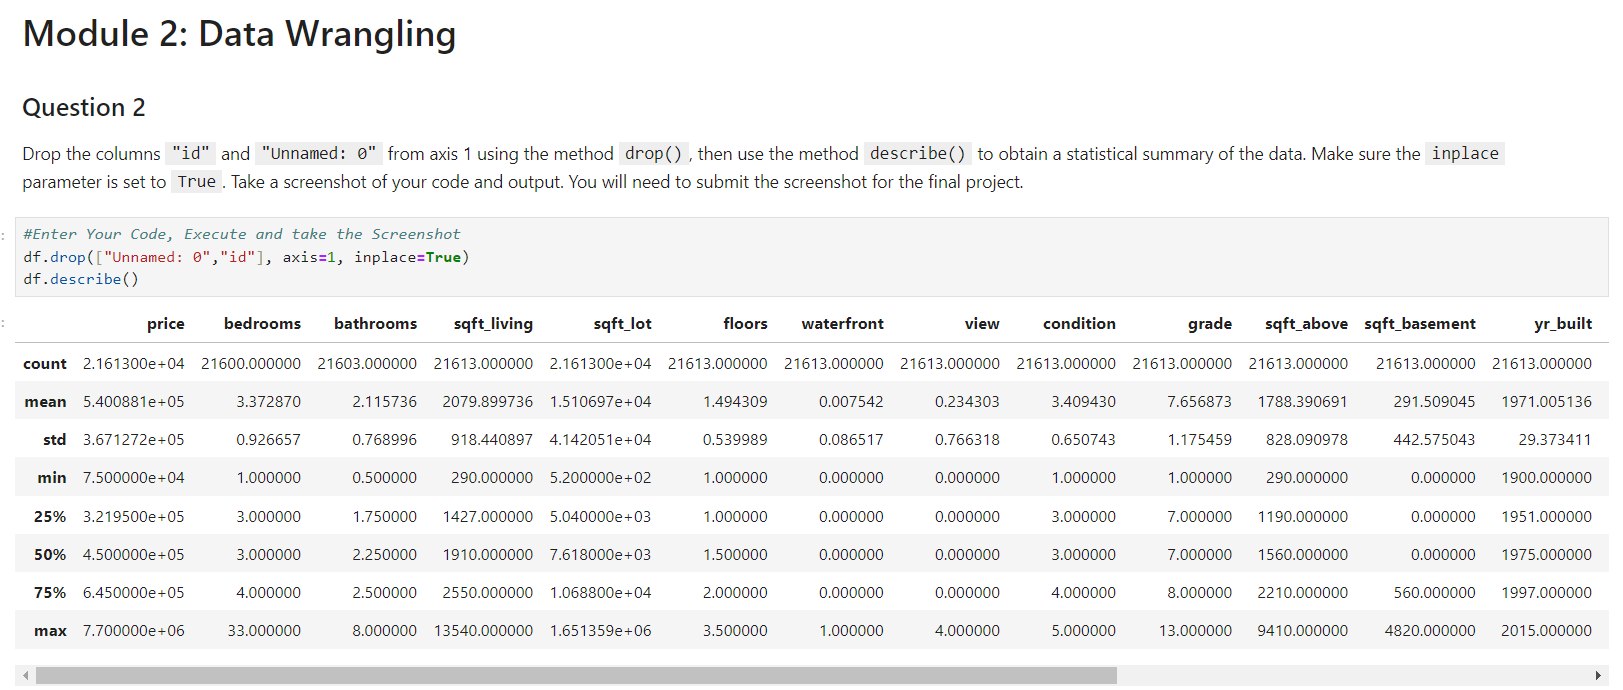 Module 2: Data Wrangling
Question 2
Drop the columns "id" and "Unnamed: 0" from axis 1 using the method drop() , then use the method describe() to obtain a statistical summary of the data. Make sure the inplace
parameter is set to True . Take a screenshot of your code and output. You will need to submit the screenshot for the final project.
:
#Enter Your Code, Execute and take the Screenshot
df.drop(["Unnamed: 0","id"], axis=1, inplace=True)
df.describe()
:
price bedrooms bathrooms sqft_living sqft_lot floors waterfront view condition grade sqft_above sqft_basement yr_built
count 2.161300e+04 21600.000000 21603.000000 21613.000000 2.161300e+04 21613.000000 21613.000000 21613.000000 21613.000000 21613.000000 21613.000000 21613.000000 21613.000000
mean 5.400881e+05 3.372870 2.115736 2079.899736 1.510697e+04 1.494309 0.007542 0.234303 3.409430 7.656873 1788.390691 291.509045 1971.005136
std 3.671272e+05 0.926657 0.768996 918.440897 4.142051e+04 0.539989 0.086517 0.766318 0.650743 1.175459 828.090978 442.575043 29.373411
min 7.500000e+04 1.000000 0.500000 290.000000 5.200000e+02 1.000000 0.000000 0.000000 1.000000 1.000000 290.000000 0.000000 1900.000000
25% 3.219500e+05 3.000000 1.750000 1427.000000 5.040000e+03 1.000000 0.000000 0.000000 3.000000 7.000000 1190.000000 0.000000 1951.000000
50% 4.500000e+05 3.000000 2.250000 1910.000000 7.618000e+03 1.500000 0.000000 0.000000 3.000000 7.000000 1560.000000 0.000000 1975.000000
75% 6.450000e+05 4.000000 2.500000 2550.000000 1.068800e+04 2.000000 0.000000 0.000000 4.000000 8.000000 2210.000000 560.000000 1997.000000
max 7.700000e+06 33.000000 8.000000 13540.000000 1.651359e+06 3.500000 1.000000 4.000000 5.000000 13.000000 9410.000000 4820.000000 2015.000000